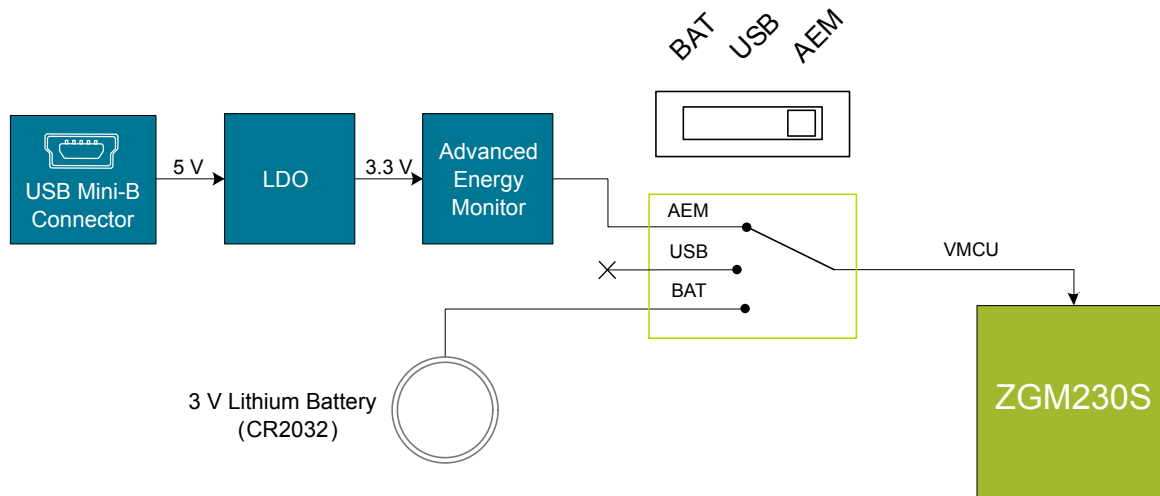 BAT
USB
AEM
USB Mini-B
Connector
5 V
LDO
3.3 V
Advanced
Energy
Monitor
AEM
USB
BAT
VMCU
3 V Lithium Battery
(CR2032)
ZGM230S